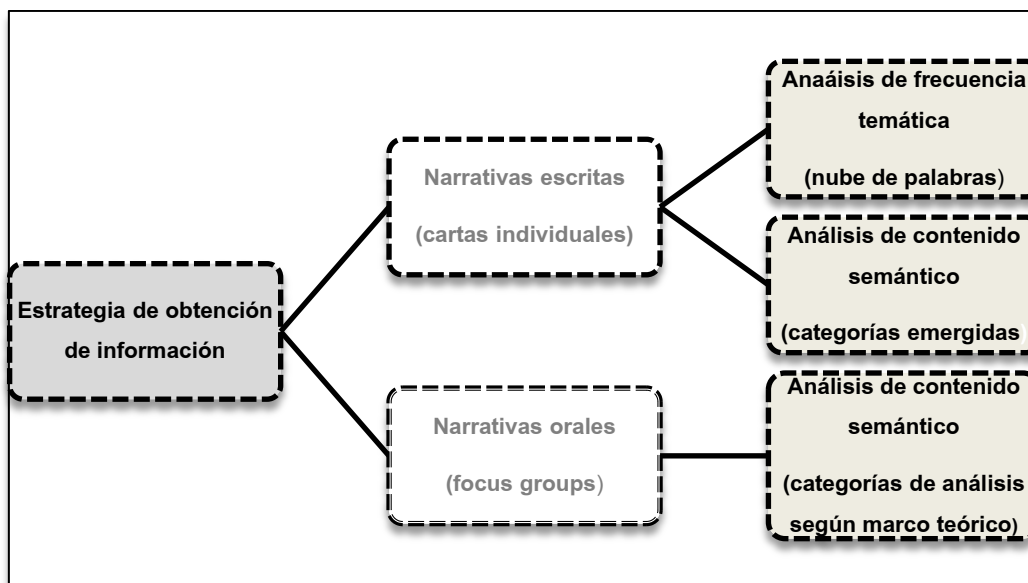 Estrategia de obtención
de información
Narrativas escritas
(cartas individuales)
Anaáisis de frecuencia
temática
(nube de palabras)
Análisis de contenido
semántico
(categorías emergidas)
Narrativas orales
(focus groups)
Análisis de contenido
semántico
(categorías de análisis
según marco teórico)